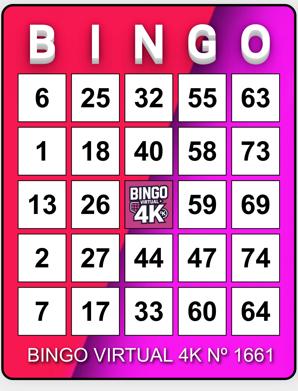 B I N G O
6 25 32 55 63
1 18 40 58 73
13 26 BINGO VIRTUAL 4K 59 69
2 27 44 47 74
7 17 33 60 64
BINGO VIRTUAL 4K Nº 1661